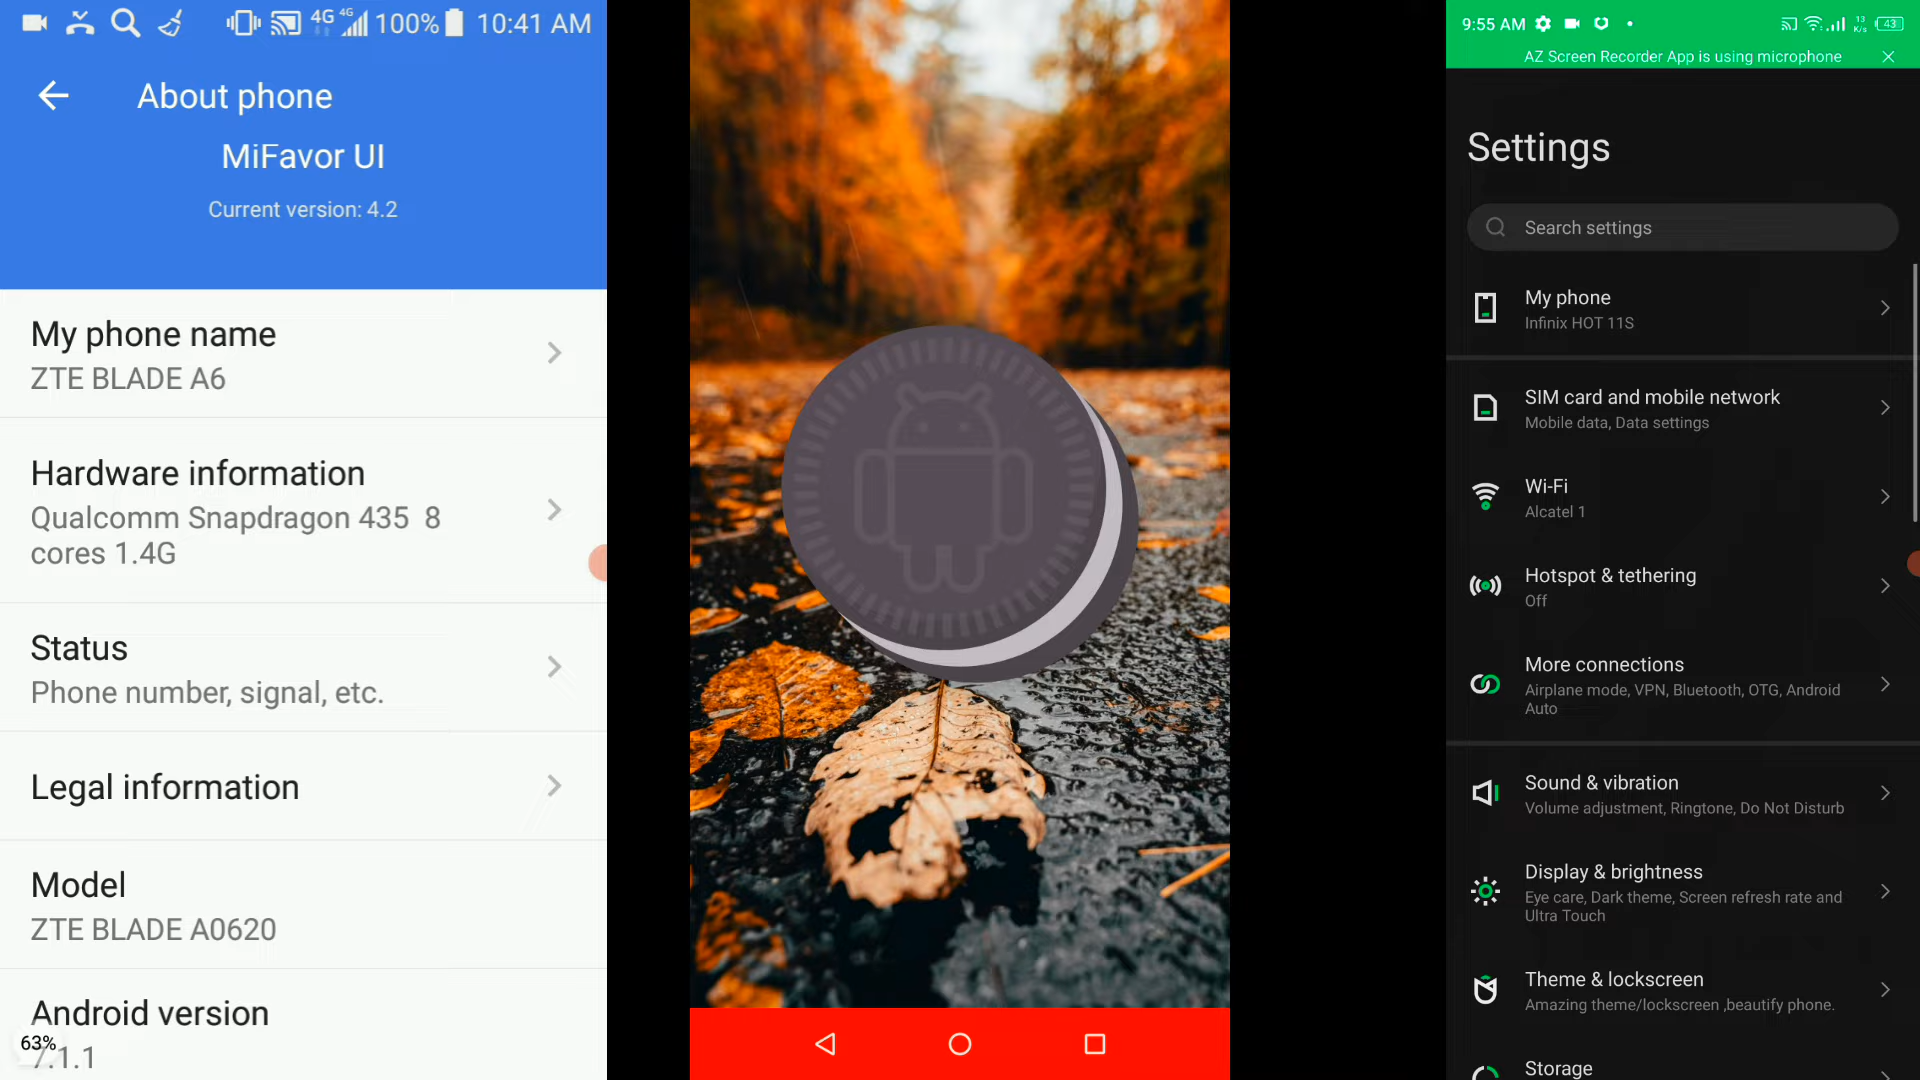 4G 4G 100% 10:41 AM
About phone
MiFavor UI
Current version: 4.2
My phone name
ZTE BLADE A6
Hardware information
Qualcomm Snapdragon 435 8
cores 1.4G
Status
Phone number, signal, etc.
Legal information
Model
ZTE BLADE A0620
Android version
63%
7.1.1
9:55 AM 13 K/s 43
AZ Screen Recorder App is using microphone
Settings
Search settings
My phone
Infinix HOT 11S
SIM card and mobile network
Mobile data, Data settings
Wi-Fi
Alcatel 1
Hotspot & tethering
Off
More connections
Airplane mode, VPN, Bluetooth, OTG, Android
Auto
Sound & vibration
Volume adjustment, Ringtone, Do Not Disturb
Display & brightness
Eye care, Dark theme, Screen refresh rate and
Ultra Touch
Theme & lockscreen
Amazing theme/lockscreen ,beautify phone.
Storage